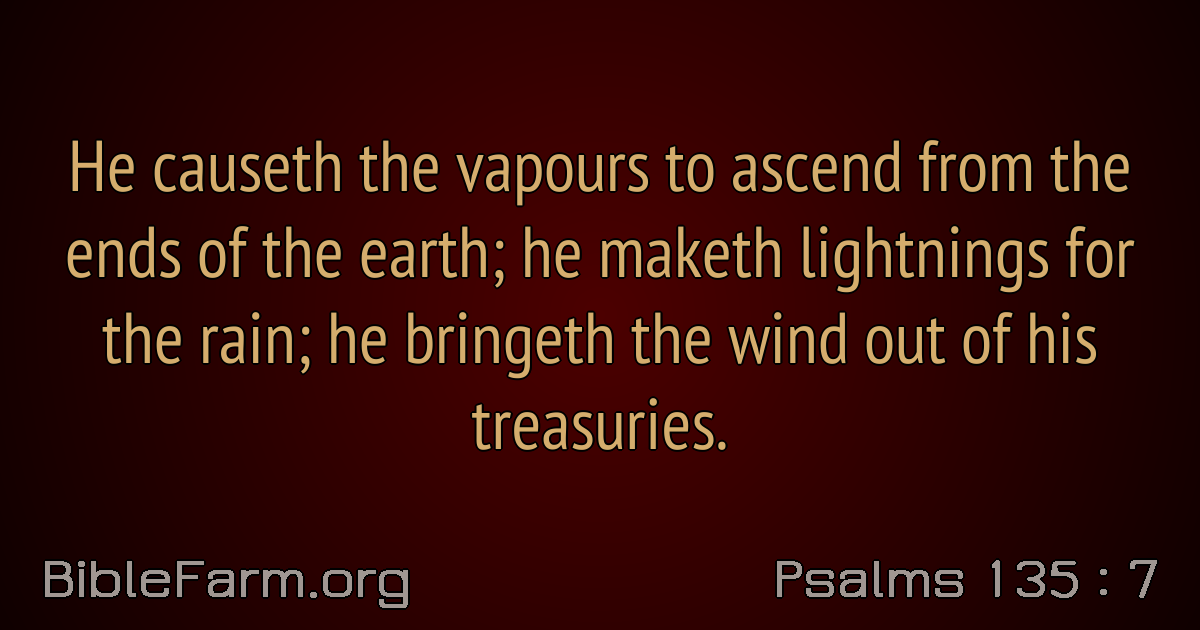 He causeth the vapours to ascend from the
ends of the earth; he maketh lightnings for
the rain; he bringeth the wind out of his
treasuries.
BibleFarm.org
Psalms 135 : 7